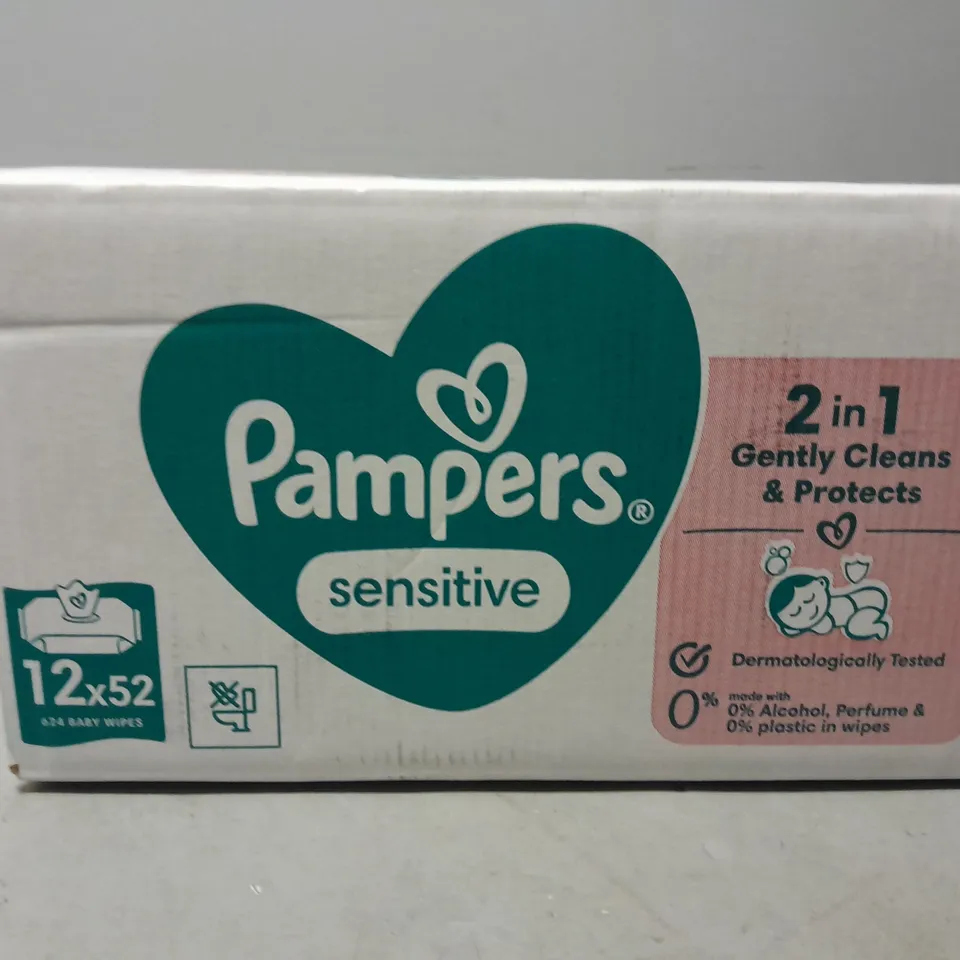 Pampers®
sensitive
2 in 1
Gently Cleans
& Protects
Dermatologically Tested
0%
made with
0% Alcohol, Perfume &
0% plastic in wipes
12x52
624 BABY WIPES